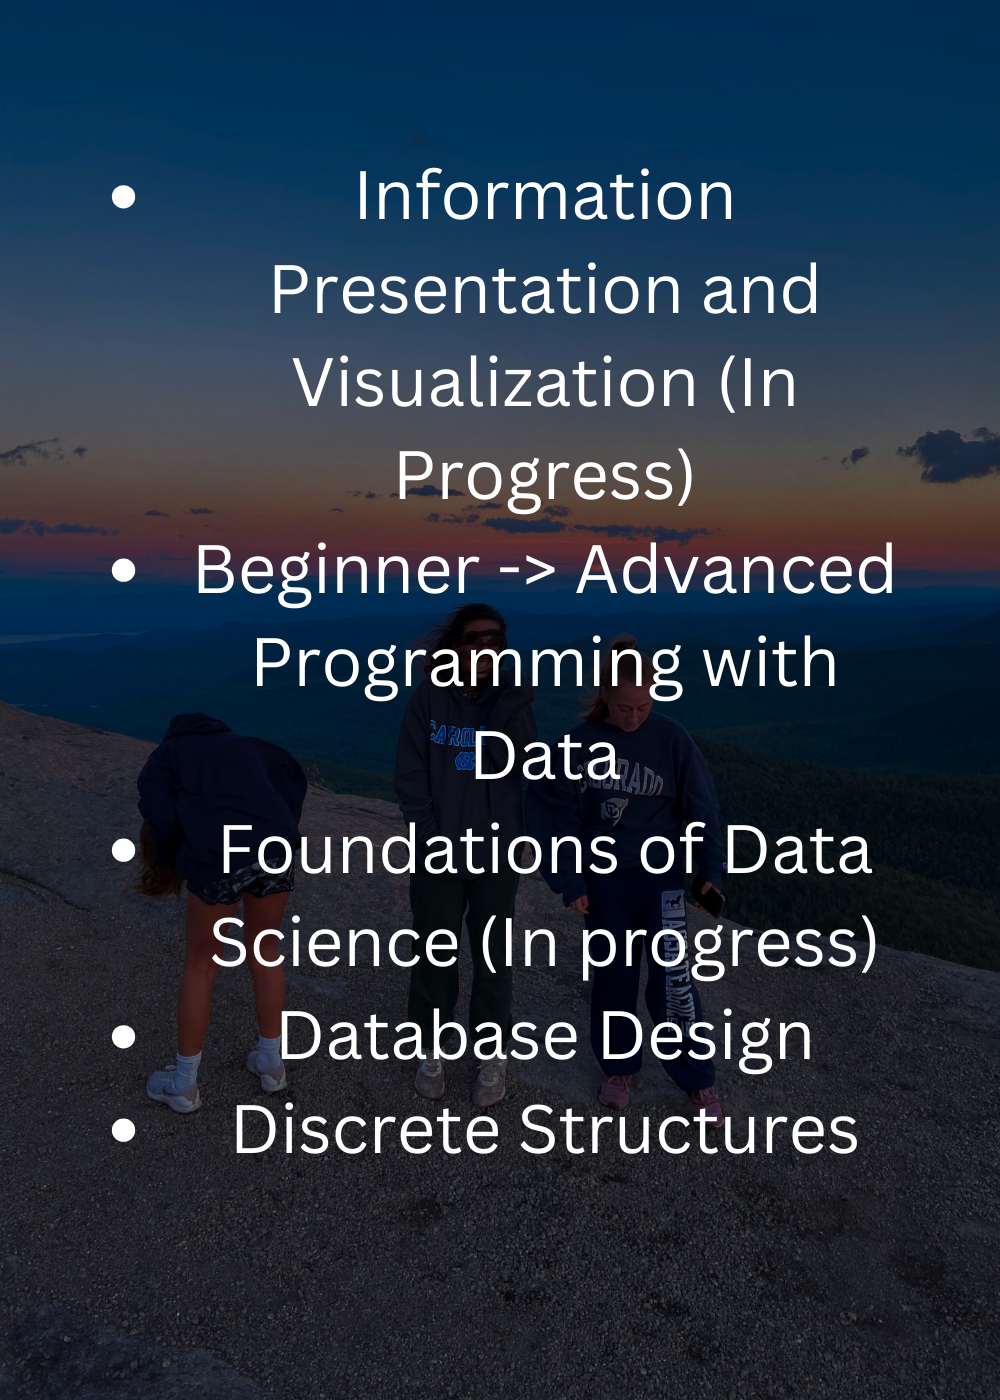 • Information
Presentation and
Visualization (In
Progress)
• Beginner -> Advanced
Programming with
Data
• Foundations of Data
Science (In progress)
• Database Design
• Discrete Structures
COLORADO